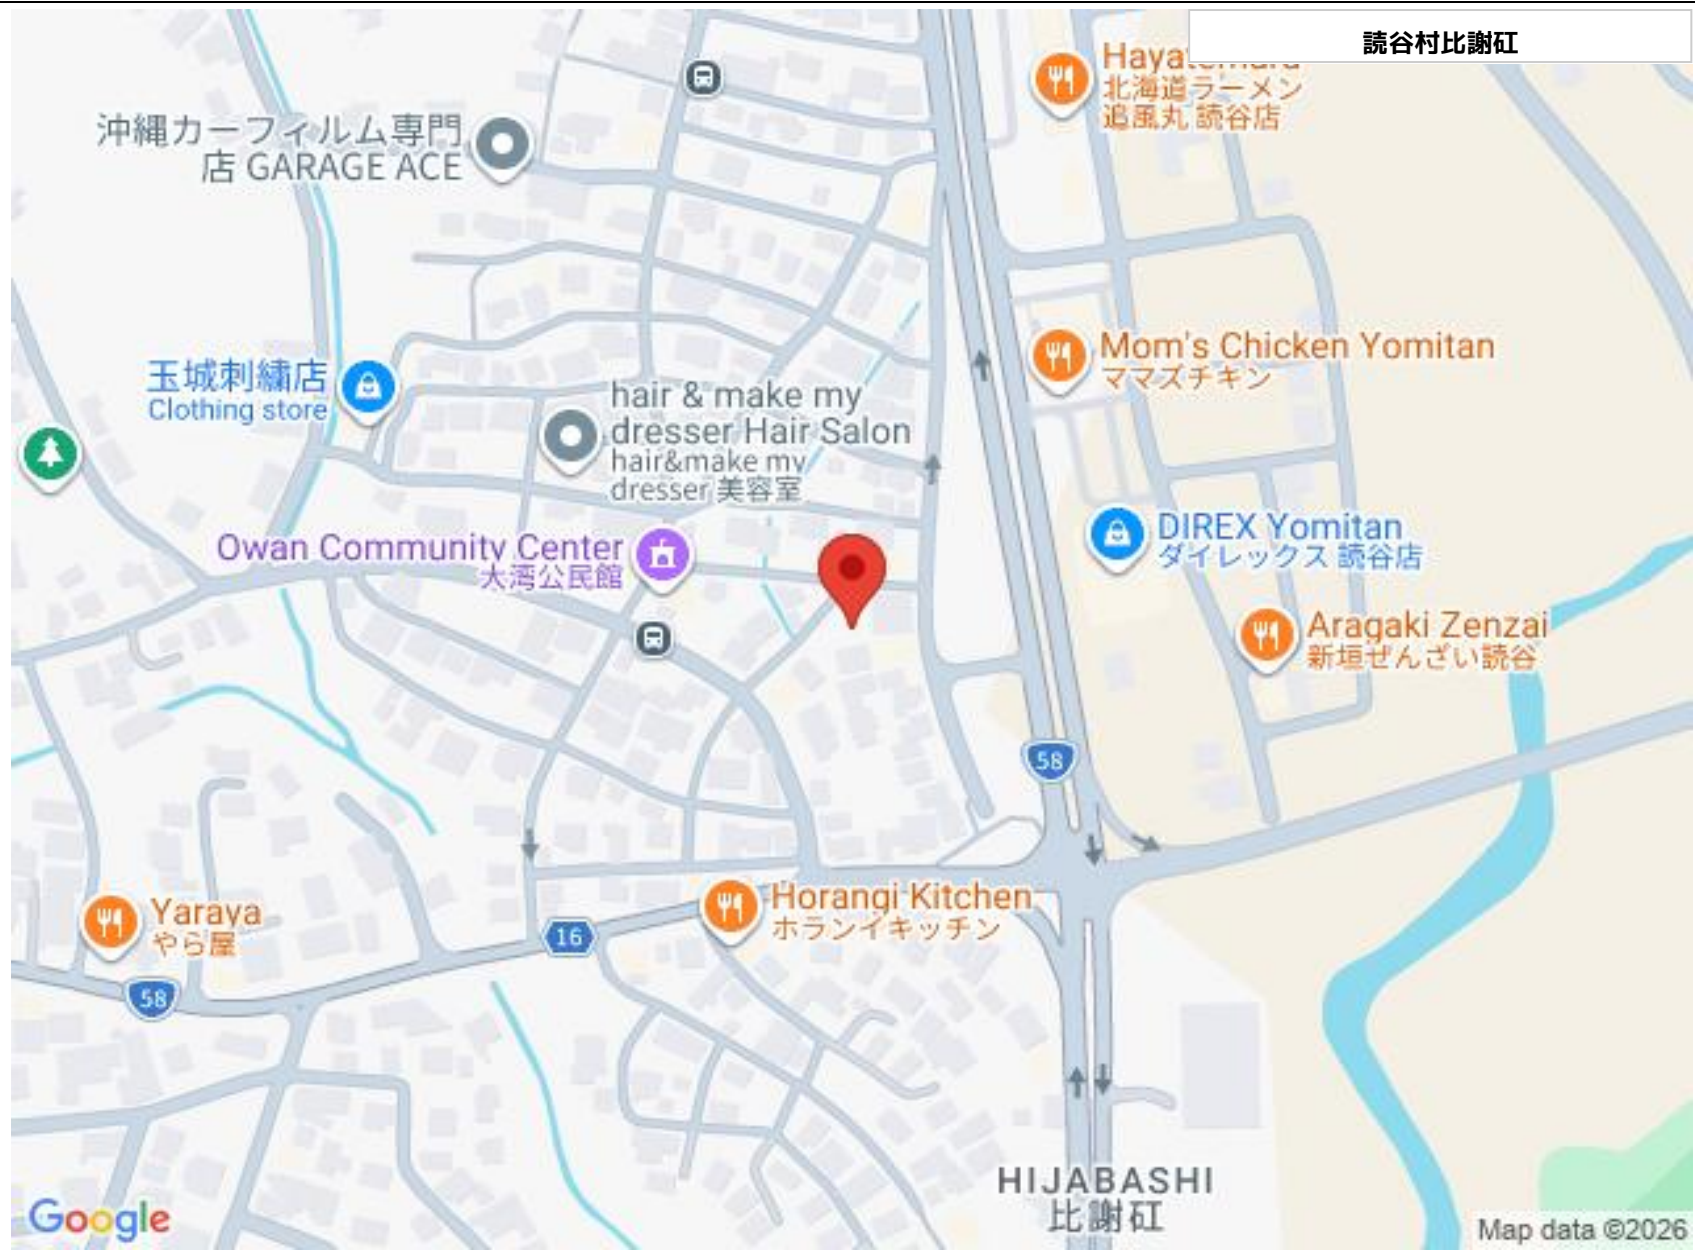 読谷村比謝矼
北海道ラーメン
追風丸 読谷店
沖縄カーフィルム専門
店 GARAGE ACE
Mom's Chicken Yomitan
ママズチキン
玉城刺繍店
Clothing store
hair & make my
dresser Hair Salon
hair&make my
dresser 美容室
DIREX Yomitan
ダイレックス 読谷店
Owan Community Center
大湾公民館
Aragaki Zenzai
新垣ぜんざい読谷
58
Horangi Kitchen
ホランイキッチン
Yaraya
やら屋
16
58
HIJABASHI
比謝矼
Google
Map data ©2026